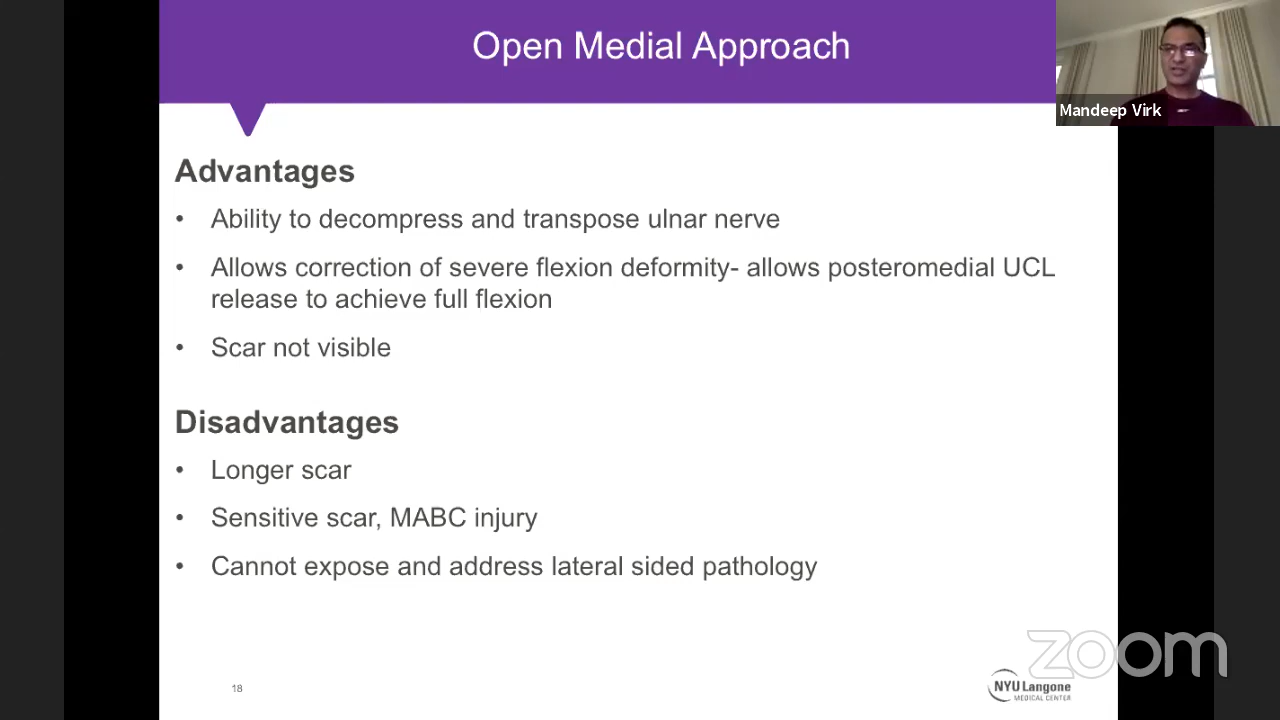 Open Medial Approach
Mandeep Virk
Advantages
• Ability to decompress and transpose ulnar nerve
• Allows correction of severe flexion deformity- allows posteromedial UCL
release to achieve full flexion
• Scar not visible
Disadvantages
• Longer scar
• Sensitive scar, MABC injury
• Cannot expose and address lateral sided pathology
zoom
18
NYU Langone
MEDICAL CENTER